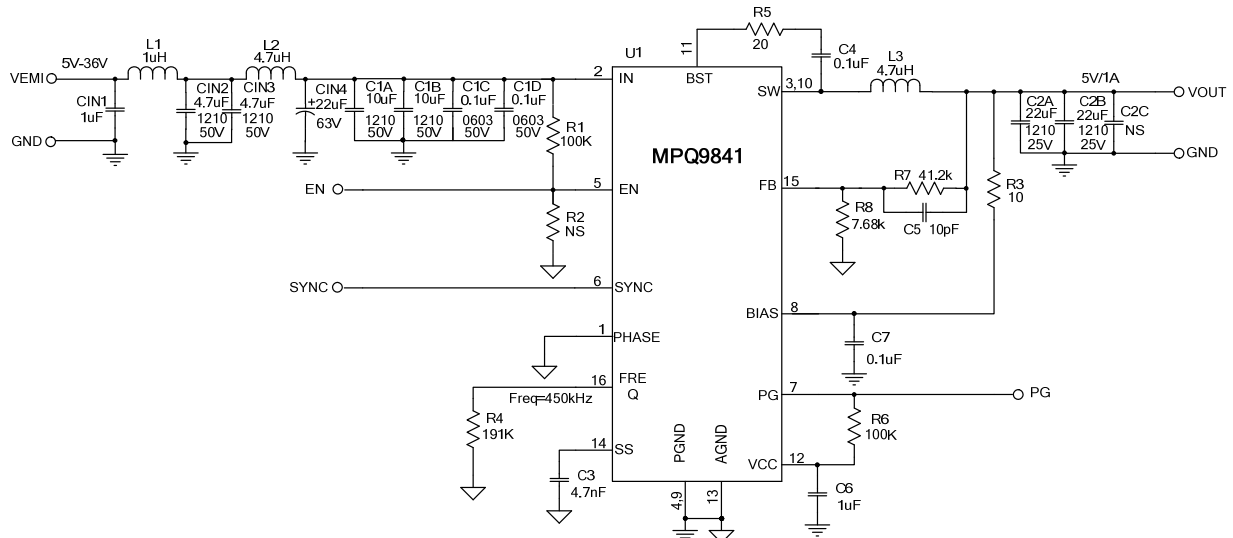 R5
20
C4
0.1uF
L1
1uH
5V-36V
VEMI
L2
4.7uH
CIN1
1uF
GND
CIN2
4.7uF
1210
50V
CIN3
4.7uF
1210
50V
CIN4
+
22uF
63V
C1A
10uF
1210
50V
C1B
10uF
1210
50V
C1C
0.1uF
0603
50V
C1D
0.1uF
0603
50V
R1
100K
EN
R2
NS
SYNC
U1
MPQ9841
2
IN
5
EN
6
SYNC
1
PHASE
16
FRE
Q
Freq=450kHz
R4
191K
14
SS
C3
4.7nF
11
BST
3,10
SW
L3
4.7uH
5V/1A
VOUT
C2A
22uF
1210
25V
C2B
22uF
1210
25V
C2C
NS
GND
15
FB
R7 41.2k
C5 10pF
R8
7.68k
R3
10
BIAS
8
C7
0.1uF
PG
7
PG
R6
100K
VCC
12
C6
1uF
PGND
4,9
AGND
13